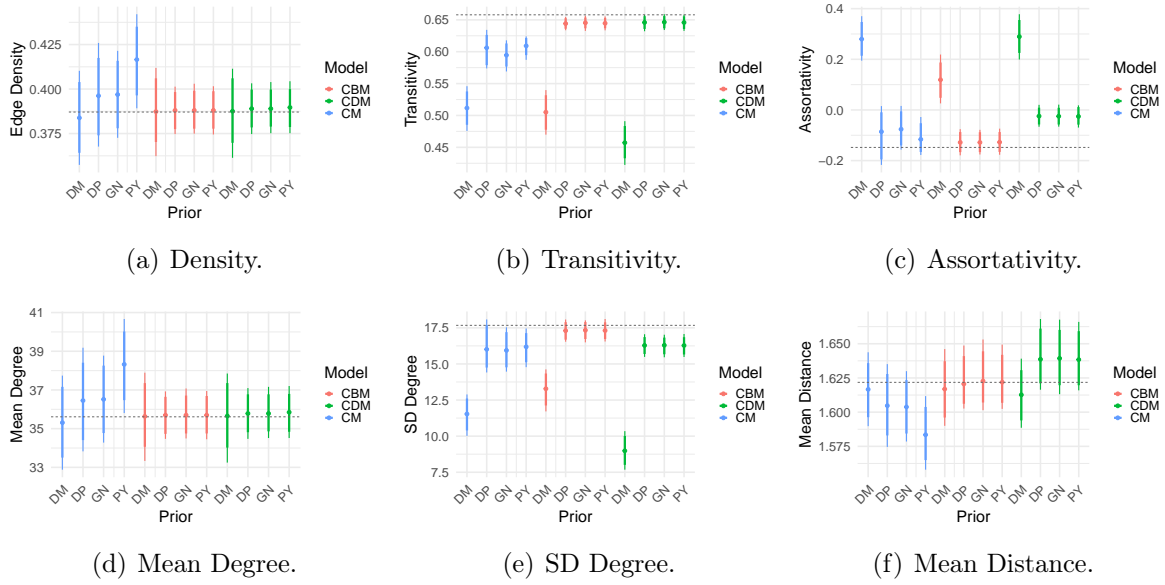 Edge Density
0.425
0.400
0.375
DM DP GN PY DM DP GN PY DM DP GN PY
Prior
Model
CBM
CDM
CM
(a) Density.
Transitivity
0.65
0.60
0.55
0.50
0.45
DM DP GN PY DM DP GN PY DM DP GN PY
Prior
Model
CBM
CDM
CM
(b) Transitivity.
Assortativity
0.4
0.2
0.0
−0.2
DM DP GN PY DM DP GN PY DM DP GN PY
Prior
Model
CBM
CDM
CM
(c) Assortativity.
Mean Degree
41
39
37
35
33
DM DP GN PY DM DP GN PY DM DP GN PY
Prior
Model
CBM
CDM
CM
(d) Mean Degree.
SD Degree
17.5
15.0
12.5
10.0
7.5
DM DP GN PY DM DP GN PY DM DP GN PY
Prior
Model
CBM
CDM
CM
(e) SD Degree.
Mean Distance
1.650
1.625
1.600
1.575
DM DP GN PY DM DP GN PY DM DP GN PY
Prior
Model
CBM
CDM
CM
(f) Mean Distance.